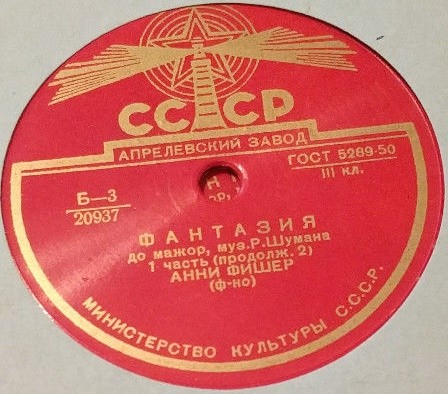 СССР
АПРЕЛЕВСКИЙ ЗАВОД
ГОСТ 5289-50
III кл.
Б—3
20937
ФАНТАЗИЯ
до мажор, муз. Р. Шумана
1 часть (продолж. 2)
АННИ ФИШЕР
(ф-но)
МИНИСТЕРСТВО КУЛЬТУРЫ С.С.С.Р.